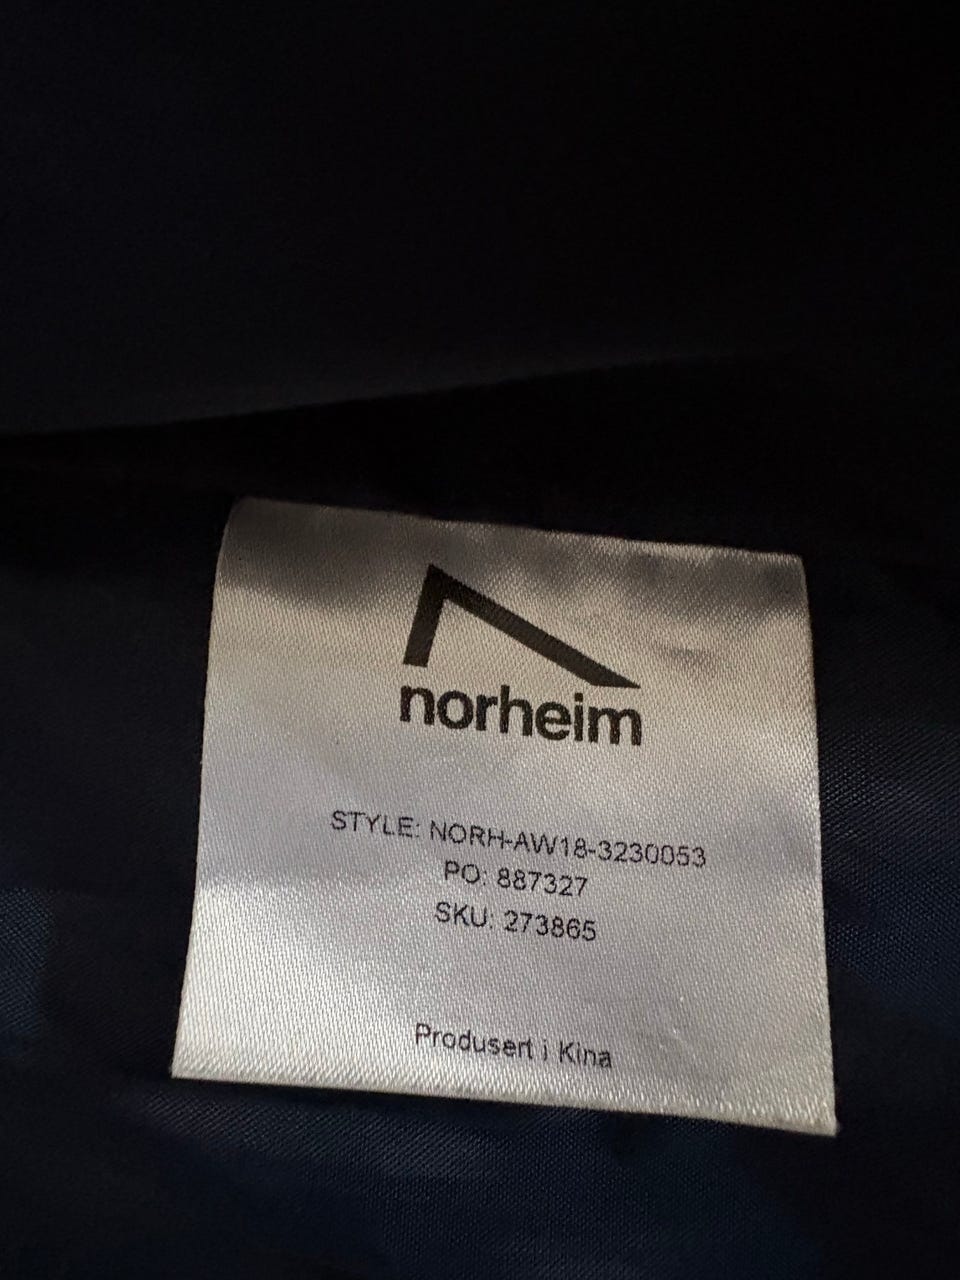 norheim
STYLE: NORH-AW18-3230053
PO: 887327
SKU: 273865
Produsert i Kina